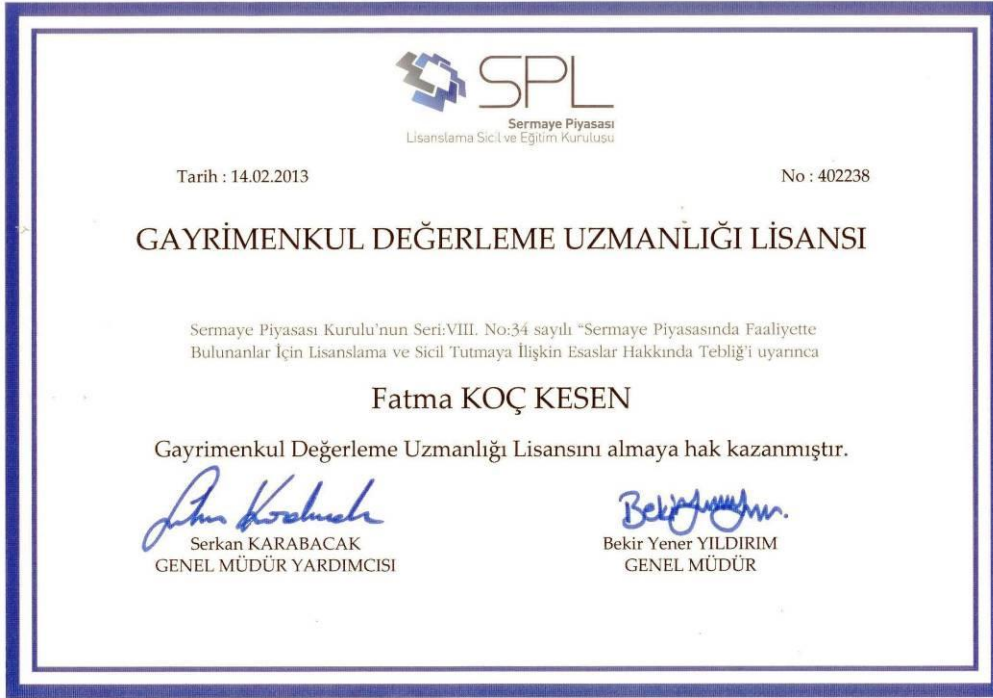 SPL
Sermaye Piyasası
Lisanslama Sicil ve Eğitim Kuruluşu
Tarih : 14.02.2013
No : 402238
GAYRİMENKUL DEĞERLEME UZMANLIĞI LİSANSI
Sermaye Piyasası Kurulu'nun Seri:VIII. No:34 sayılı "Sermaye Piyasasında Faaliyette
Bulunanlar İçin Lisanslama ve Sicil Tutmaya İlişkin Esaslar Hakkında Tebliğ'i uyarınca
Fatma KOÇ KESEN
Gayrimenkul Değerleme Uzmanlığı Lisansını almaya hak kazanmıştır.
Serkan KARABACAK
GENEL MÜDÜR YARDIMCISI
Bekir Yener YILDIRIM
GENEL MÜDÜR